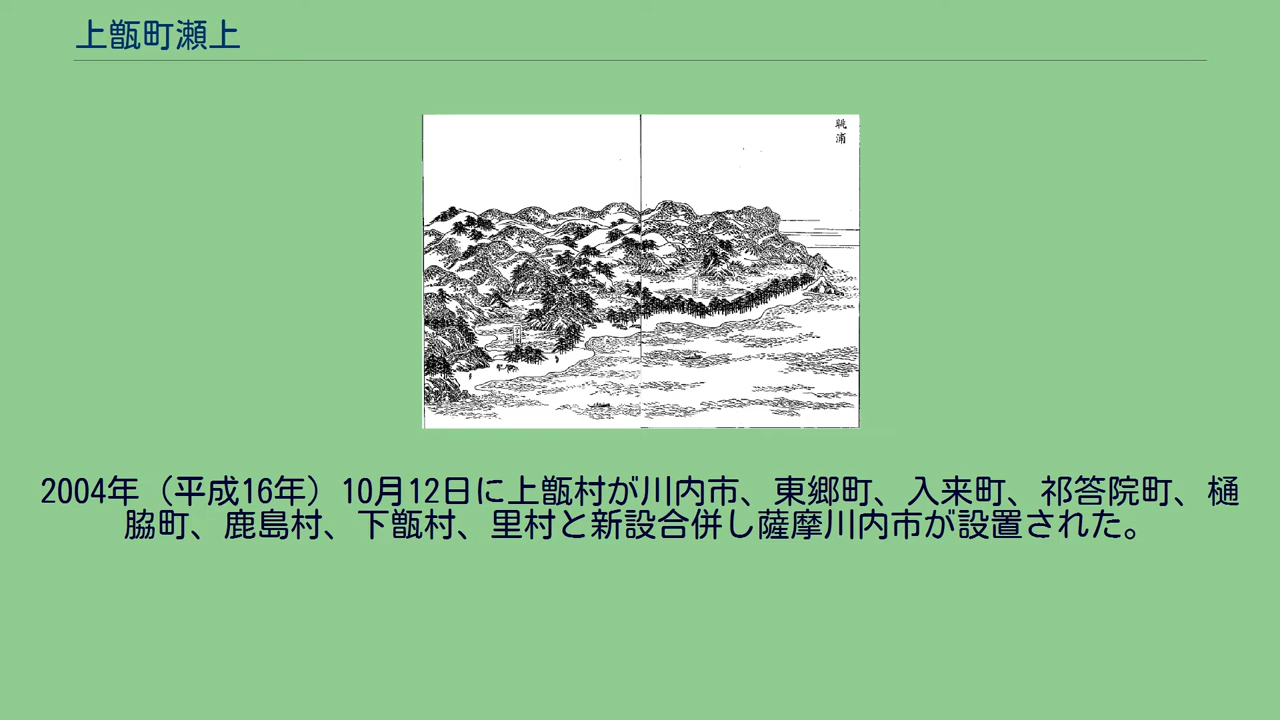 上甑町瀬上
浦
2004年（平成16年）10月12日に上甑村が川内市、東郷町、入来町、祁答院町、樋
脇町、鹿島村、下甑村、里村と新設合併し薩摩川内市が設置された。